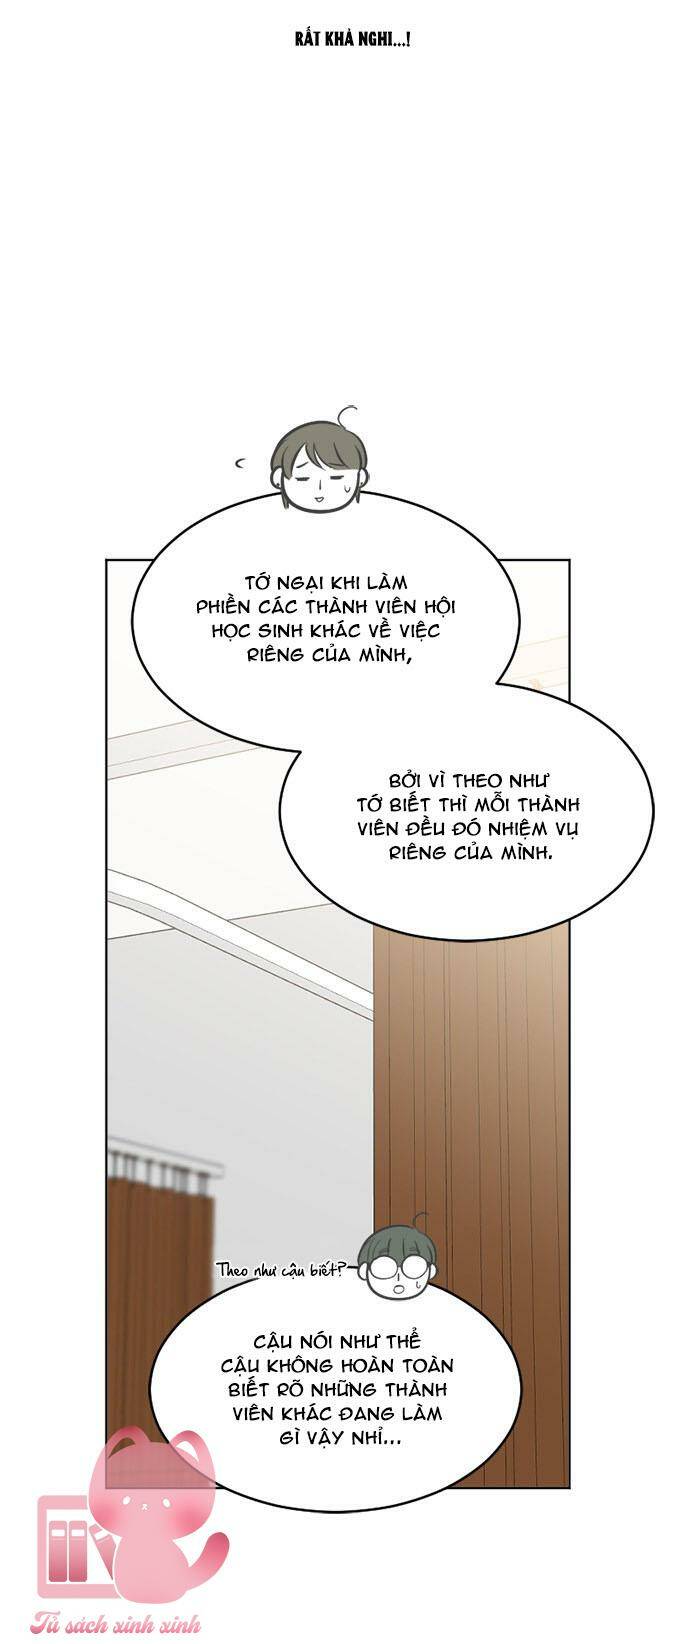 RẤT KHẢ NGHI...!
TỚ NGẠI KHI LÀM
PHIỀN CÁC THÀNH VIÊN HỘI
HỌC SINH KHÁC VỀ VIỆC
RIÊNG CỦA MÌNH,
BỞI VÌ THEO NHƯ
TỚ BIẾT THÌ MỖI THÀNH
VIÊN ĐỀU ĐÓ NHIỆM VỤ
RIÊNG CỦA MÌNH.
Theo như cậu biết?
CẬU NÓI NHƯ THỂ
CẬU KHÔNG HOÀN TOÀN
BIẾT RÕ NHỮNG THÀNH
VIÊN KHÁC ĐANG LÀM
GÌ VẬY NHỈ...
Tủ sách xinh xinh